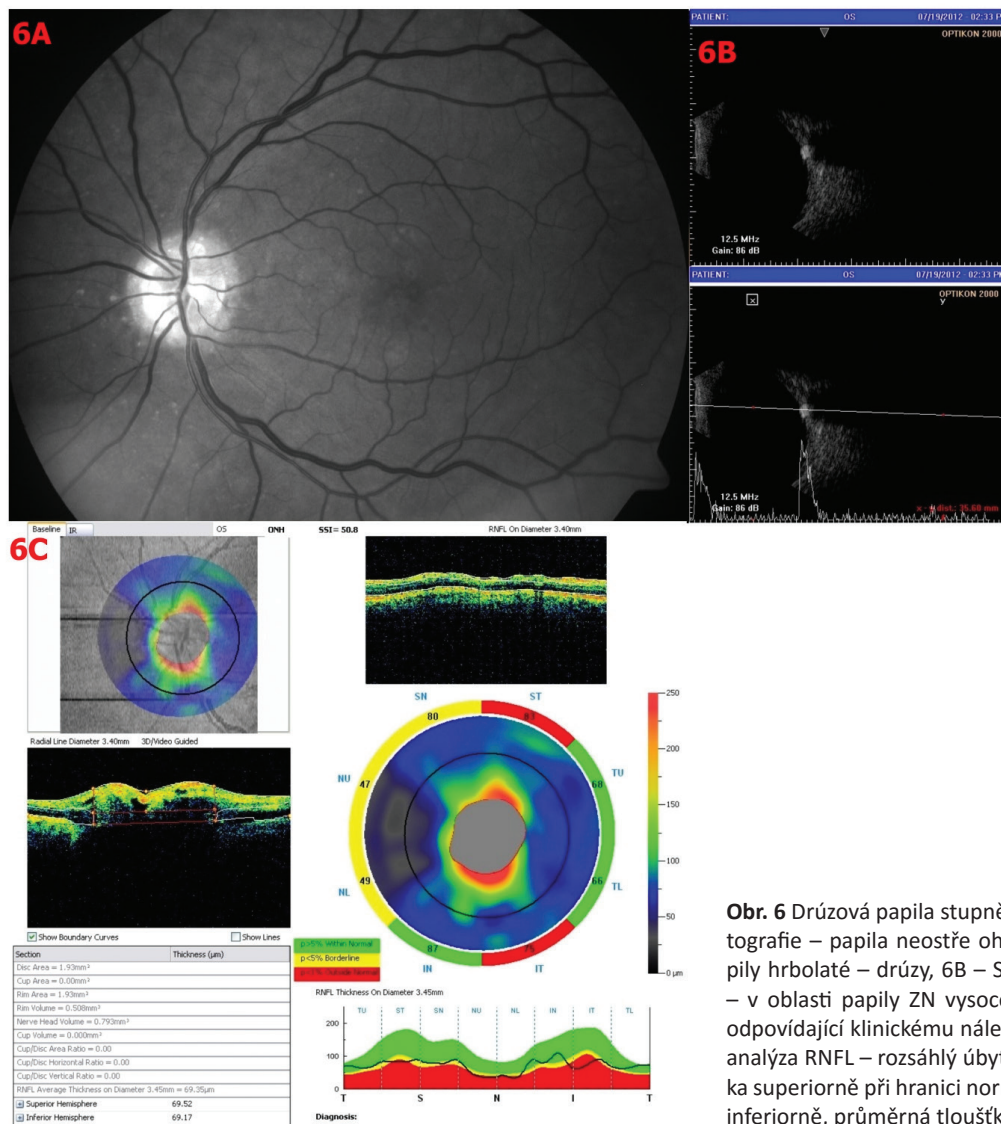 6A
6B
PATIENT: OS 07/19/2012 - 02:33 P
OPTIKON 2000
12.5 MHz
Gain: 86 dB
PATIENT: OS 07/19/2012 - 02:33 P
OPTIKON 2000
x y
12.5 MHz
Gain: 86 dB
35.60 mm
6C
Baseline IR OS ONH SSI= 50.8 RNFL On Diameter 3.40mm
Radial Line Diameter 3.40mm 3D/Video Guided
SN ST
80
NU 47 TU 68
NL 49 TL 66
87 75
IN IT
250
200
150
100
50
0 µm
Show Boundary Curves Show Lines
Section Thickness (µm)
Disc Area = 1.93mm²
Cup Area = 0.00mm²
Rim Area = 1.93mm²
Rim Volume = 0.508mm³
Nerve Head Volume = 0.793mm³
Cup Volume = 0.000mm³
Cup/Disc Area Ratio = 0.00
Cup/Disc Horizontal Ratio = 0.00
Cup/Disc Vertical Ratio = 0.00
RNFL Average Thickness on Diameter 3.45mm = 69.35µm
Superior Hemisphere 69.52
Inferior Hemisphere 69.17
p>5% Within Normal
p<5% Borderline
Outside Normal
RNFL Thickness On Diameter 3.45mm
TU ST SN NU NL IN IT TL
200
100
0
T S N I T
Diagnosis:
Obr. 6 Drúzová papila stupně
tografie – papila neostře oh
pily hrbolaté – drúzy, 6B – S
– v oblasti papily ZN vysoce
odpovídající klinickému nále
analýza RNFL – rozsáhlý úbyt
ka superiorně při hranici nor
inferiorně, průměrná tloušťk